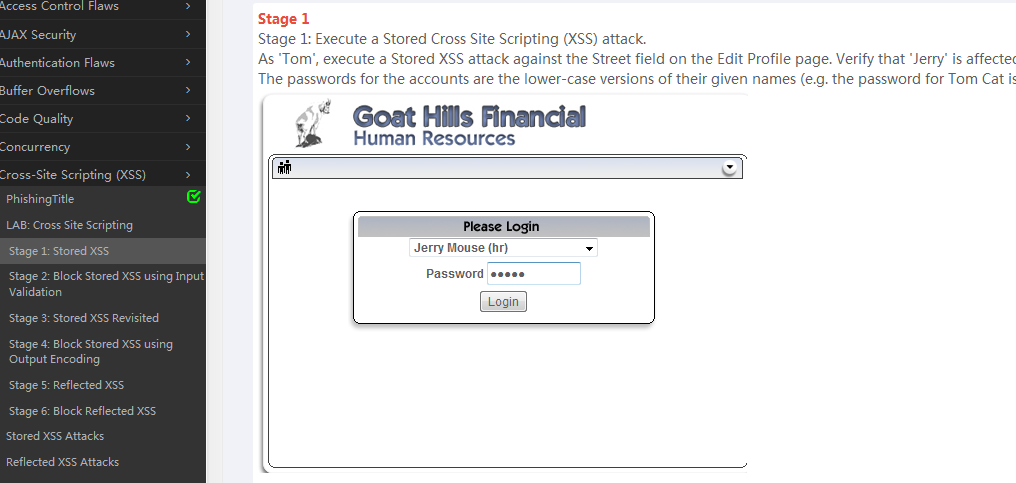 Access Control Flaws
AJAX Security
Authentication Flaws
Buffer Overflows
Code Quality
Concurrency
Cross-Site Scripting (XSS)
PhishingTitle
LAB: Cross Site Scripting
Stage 1: Stored XSS
Stage 2: Block Stored XSS using Input
Validation
Stage 3: Stored XSS Revisited
Stage 4: Block Stored XSS using
Output Encoding
Stage 5: Reflected XSS
Stage 6: Block Reflected XSS
Stored XSS Attacks
Reflected XSS Attacks
Stage 1
Stage 1: Execute a Stored Cross Site Scripting (XSS) attack.
As 'Tom', execute a Stored XSS attack against the Street field on the Edit Profile page. Verify that 'Jerry' is affected
The passwords for the accounts are the lower-case versions of their given names (e.g. the password for Tom Cat is
Goat Hills Financial
Human Resources
Please Login
Jerry Mouse (hr)
Password
Login